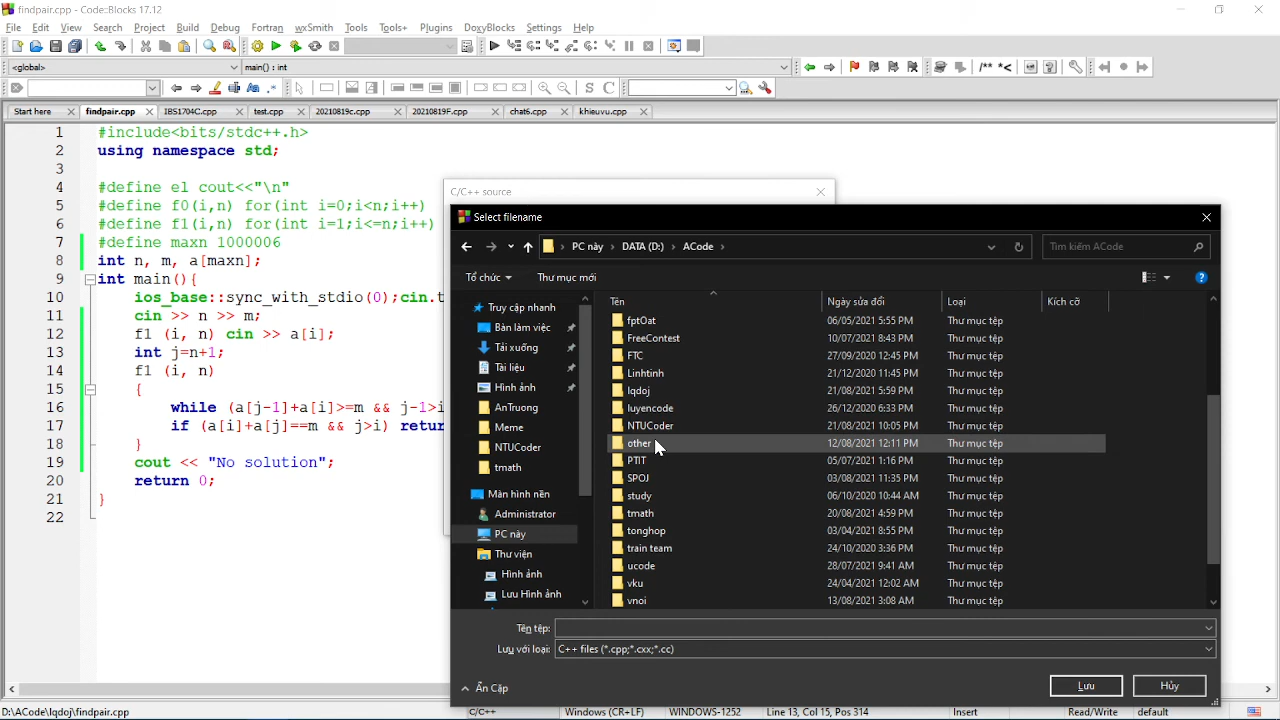 findpair.cpp - Code::Blocks 17.12
File Edit View Search Project Build Debug Fortran wxSmith Tools Tools+ Plugins DoxyBlocks Settings Help
<global> main() : int
Start here findpair.cpp IBS1704C.cpp test.cpp 20210819c.cpp 20210819F.cpp chat6.cpp khieuvu.cpp
1 #include<bits/stdc++.h>
2 using namespace std;
3
4 #define el cout<<"\n"
5 #define f0(i,n) for(int i=0;i<n;i++)
6 #define f1(i,n) for(int i=1;i<=n;i++)
7 #define maxn 1000006
8 int n, m, a[maxn];
9 int main(){
10 ios_base::sync_with_stdio(0);cin.t
11 cin >> n >> m;
12 f1 (i, n) cin >> a[i];
13 int j=n+1;
14 f1 (i, n)
15 {
16 while (a[j-1]+a[i]>=m && j-1>i
17 if (a[i]+a[j]==m && j>i) retur
18 }
19 cout << "No solution";
20 return 0;
21 }
22
C/C++ source
Select filename
PC này DATA (D:) ACode
Tìm kiếm ACode
Tổ chức Thư mục mới
Truy cập nhanh
Bản làm việc
Tải xuống
Tài liệu
Hình ảnh
AnTruong
Meme
NTUCoder
tmath
Màn hình nền
Administrator
PC này
Thư viện
Hình ảnh
Lưu Hình ảnh
Tên Ngày sửa đổi Loại Kích cỡ
fptOat 06/05/2021 5:55 PM Thư mục tệp
FreeContest 10/07/2021 8:43 PM Thư mục tệp
FTC 27/09/2020 12:45 PM Thư mục tệp
Linhtinh 21/12/2020 11:45 PM Thư mục tệp
lqdoj 21/08/2021 5:59 PM Thư mục tệp
luyencode 26/12/2020 6:33 PM Thư mục tệp
NTUCoder 21/08/2021 10:05 PM Thư mục tệp
other 12/08/2021 12:11 PM Thư mục tệp
PTIT 05/07/2021 1:16 PM Thư mục tệp
SPOJ 03/08/2021 11:35 PM Thư mục tệp
study 06/10/2020 10:44 AM Thư mục tệp
tmath 20/08/2021 4:59 PM Thư mục tệp
tonghop 03/04/2021 8:55 PM Thư mục tệp
train team 24/10/2020 3:36 PM Thư mục tệp
ucode 28/07/2021 9:41 AM Thư mục tệp
vku 24/04/2021 12:02 AM Thư mục tệp
vnoi 13/08/2021 3:08 AM Thư mục tệp
Tên tệp:
Lưu với loại: C++ files (*.cpp;*.cxx;*.cc)
Ẩn Cặp
Lưu Hủy
D:\ACode\lqdoj\findpair.cpp C/C++ Windows (CR+LF) WINDOWS-1252 Line 13, Col 15, Pos 314 Insert Read/Write default